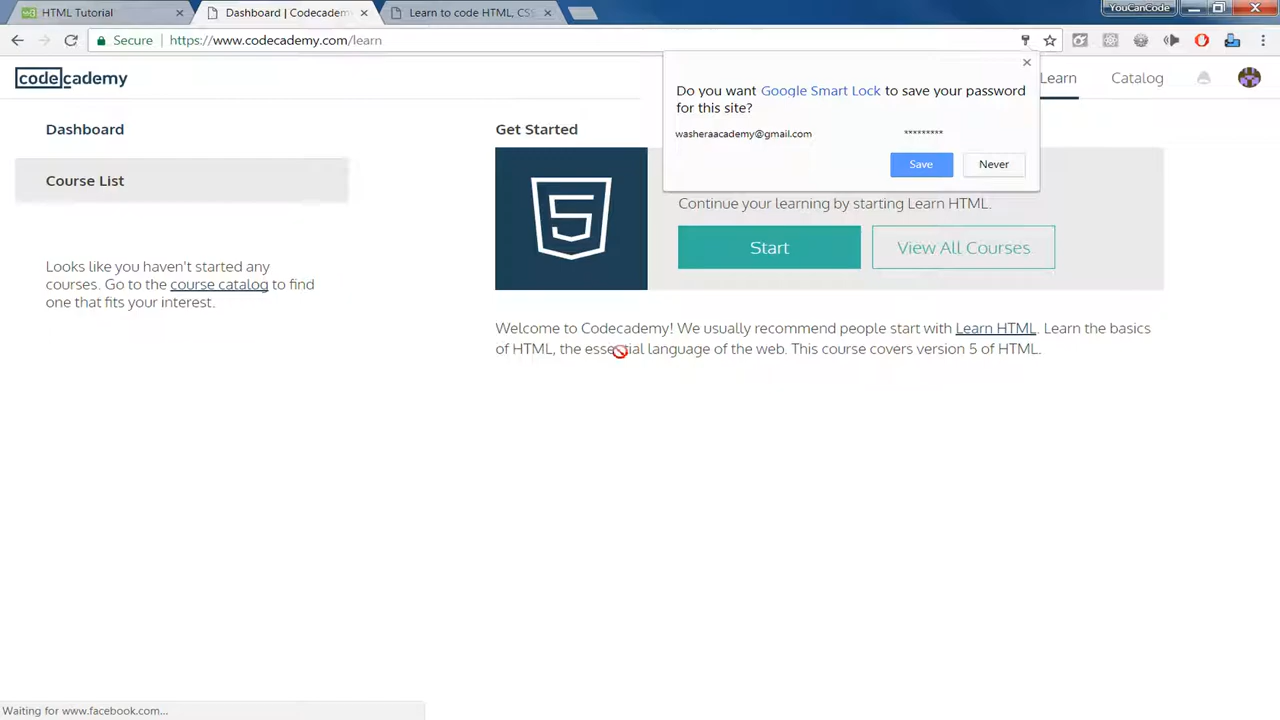 HTML Tutorial
Dashboard | Codecadem
Learn to code HTML, CS
YouCanCode
Secure
https://www.codecademy.com/learn
codecademy
Learn
Catalog
Do you want Google Smart Lock to save your password
for this site?
washeraacademy@gmail.com
*********
Save
Never
Dashboard
Course List
Looks like you haven't started any
courses. Go to the course catalog to find
one that fits your interest.
Get Started
Continue your learning by starting Learn HTML.
Start
View All Courses
Welcome to Codecademy! We usually recommend people start with Learn HTML. Learn the basics
of HTML, the essential language of the web. This course covers version 5 of HTML.
Waiting for www.facebook.com...